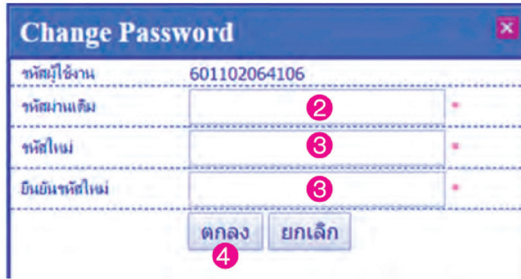 Change Password
รหัสผู้ใช้งาน 601102064106
รหัสผ่านเดิม 2 *
รหัสใหม่ 3 *
ยืนยันรหัสใหม่ 3 *
ตกลง ยกเลิก
4